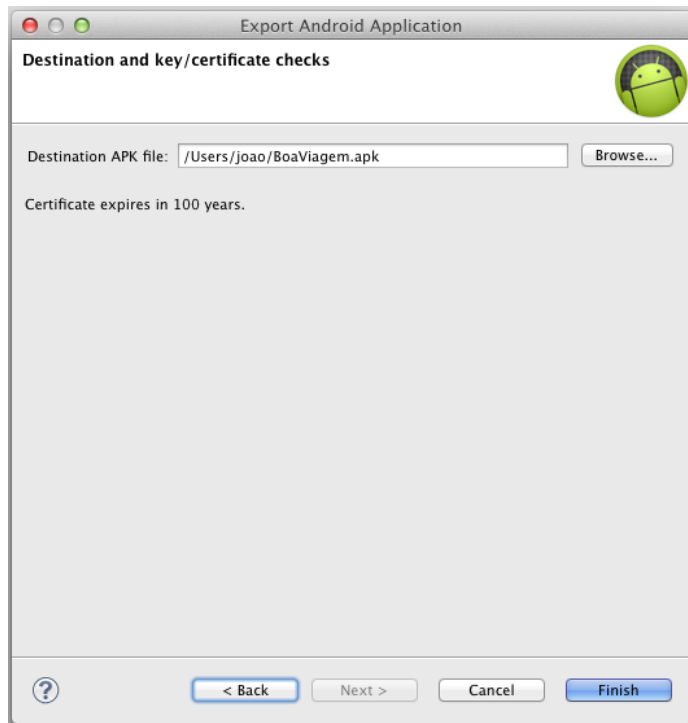 Export Android Application
Destination and key/certificate checks
Destination APK file: /Users/joao/BoaViagem.apk Browse...
Certificate expires in 100 years.
? < Back Next > Cancel Finish